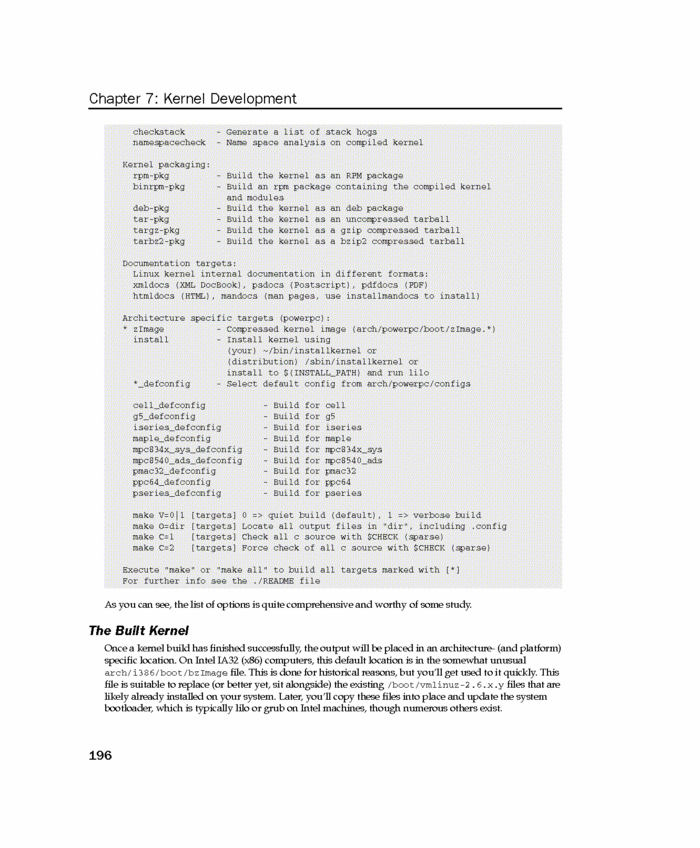 Chapter 7: Kernel Development
checkstack - Generate a list of stack hogs
namespacecheck - Name space analysis on compiled kernel
Kernel packaging:
rpm-pkg - Build the kernel as an RPM package
binrpm-pkg - Build an rpm package containing the compiled kernel
and modules
deb-pkg - Build the kernel as an deb package
tar-pkg - Build the kernel as an uncompressed tarball
targz-pkg - Build the kernel as a gzip compressed tarball
tarbz2-pkg - Build the kernel as a bzip2 compressed tarball
Documentation targets:
Linux kernel internal documentation in different formats:
xmldocs (XML DocBook), psdocs (Postscript), pdfdocs (PDF)
htmldocs (HTML), mandocs (man pages, use installmandocs to install)
Architecture specific targets (powerpc):
* zImage - Compressed kernel image (arch/powerpc/boot/zImage.*)
install - Install kernel using
(your) ~/bin/installkernel or
(distribution) /sbin/installkernel or
install to $(INSTALL_PATH) and run lilo
*_defconfig - Select default config from arch/powerpc/configs
cell_defconfig - Build for cell
g5_defconfig - Build for g5
iseries_defconfig - Build for iseries
maple_defconfig - Build for maple
mpc834x_sys_defconfig - Build for mpc834x_sys
mpc8540_ads_defconfig - Build for mpc8540_ads
pmac32_defconfig - Build for pmac32
ppc64_defconfig - Build for ppc64
pseries_defconfig - Build for pseries
make V=0|1 [targets] 0 => quiet build (default), 1 => verbose build
make O=dir [targets] Locate all output files in "dir", including .config
make C=1 [targets] Check all c source with $CHECK (sparse)
make C=2 [targets] Force check of all c source with $CHECK (sparse)
Execute "make" or "make all" to build all targets marked with [*]
For further info see the ./README file
As you can see, the list of options is quite comprehensive and worthy of some study.
The Built Kernel
Once a kernel build has finished successfully, the output will be placed in an architecture- (and platform)
specific location. On Intel IA32 (x86) computers, this default location is in the somewhat unusual
arch/i386/boot/bzImage file. This is done for historical reasons, but you'll get used to it quickly. This
file is suitable to replace (or better yet, sit alongside) the existing /boot/vmlinuz-2.6.x.y files that are
likely already installed on your system. Later, you'll copy these files into place and update the system
bootloader, which is typically lilo or grub on Intel machines, though numerous others exist.
196